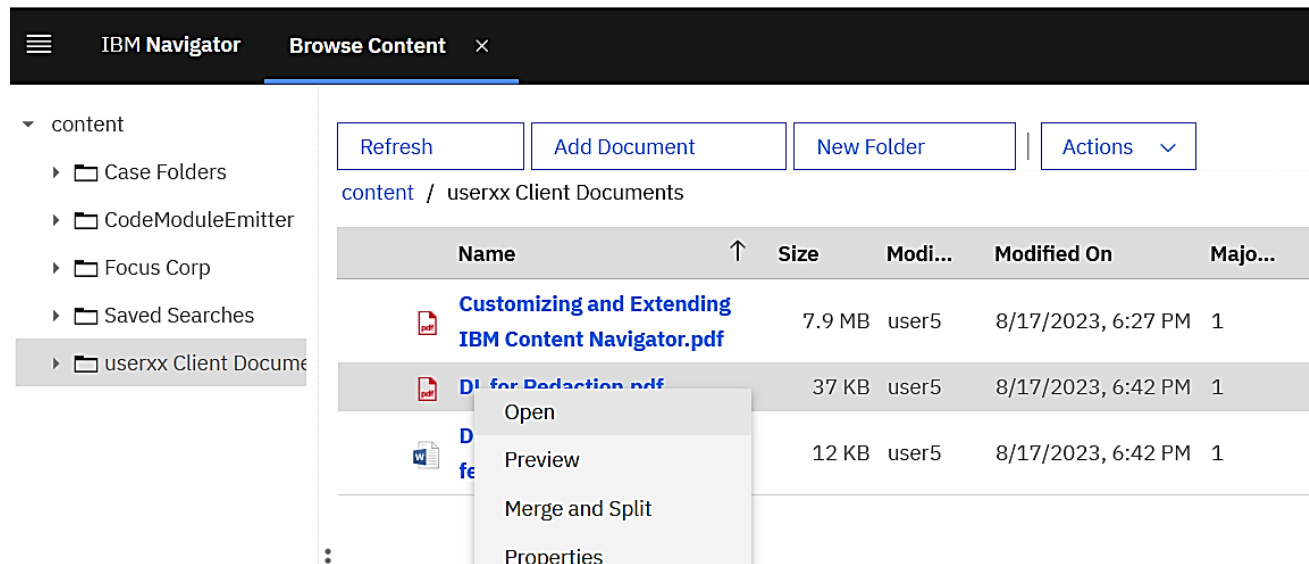 IBM Navigator Browse Content ×
content
Case Folders
CodeModuleEmitter
Focus Corp
Saved Searches
userxx Client Docume
Refresh Add Document New Folder | Actions
content / userxx Client Documents
Name Size Modi... Modified On Majo...
Customizing and Extending
IBM Content Navigator.pdf
7.9 MB user5 8/17/2023, 6:27 PM 1
DL for Redaction.pdf 37 KB user5 8/17/2023, 6:42 PM 1
D
fe
12 KB user5 8/17/2023, 6:42 PM 1
Open
Preview
Merge and Split
Properties